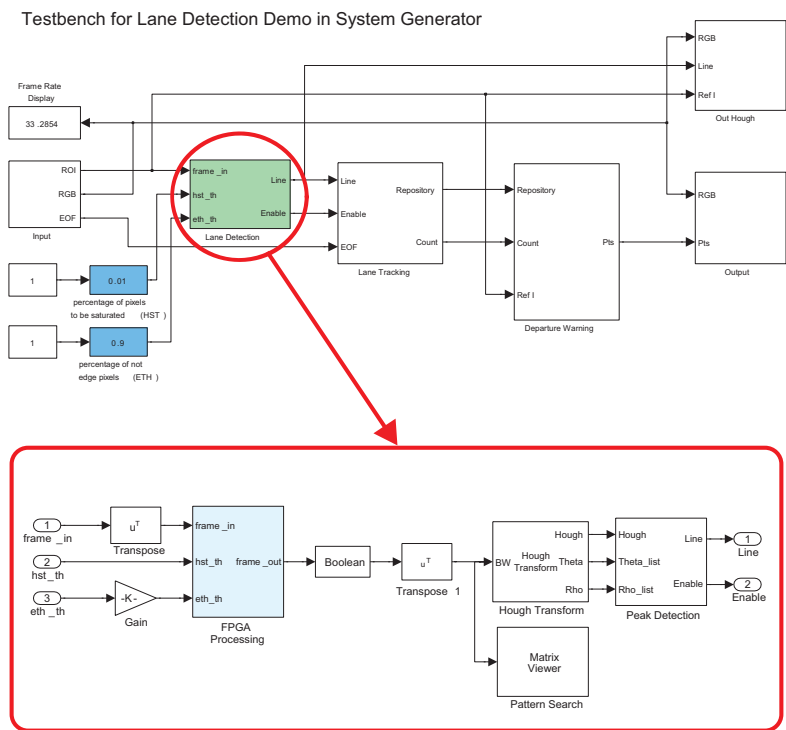 Testbench for Lane Detection Demo in System Generator
Frame Rate
Display
33 .2854
ROI
RGB
EOF
Input
frame _in
hst_th
eth_th
Line
Enable
Lane Detection
Line
Enable
EOF
Repository
Count
Lane Tracking
Repository
Count
Ref I
Pts
Departure Warning
RGB
Line
Ref I
Out Hough
RGB
Pts
Output
1
0.01
percentage of pixels
to be saturated (HST )
1
0.9
percentage of not
edge pixels (ETH )
1
frame _in
2
hst_th
3
eth _th
uT
Transpose
-K-
Gain
frame _in
hst_th
eth_th
frame _out
FPGA
Processing
Boolean
uT
Transpose 1
BW
Hough
Transform
Hough
Theta
Rho
Hough Transform
Matrix
Viewer
Pattern Search
Hough
Theta_list
Rho_list
Line
Enable
Peak Detection
1
Line
2
Enable